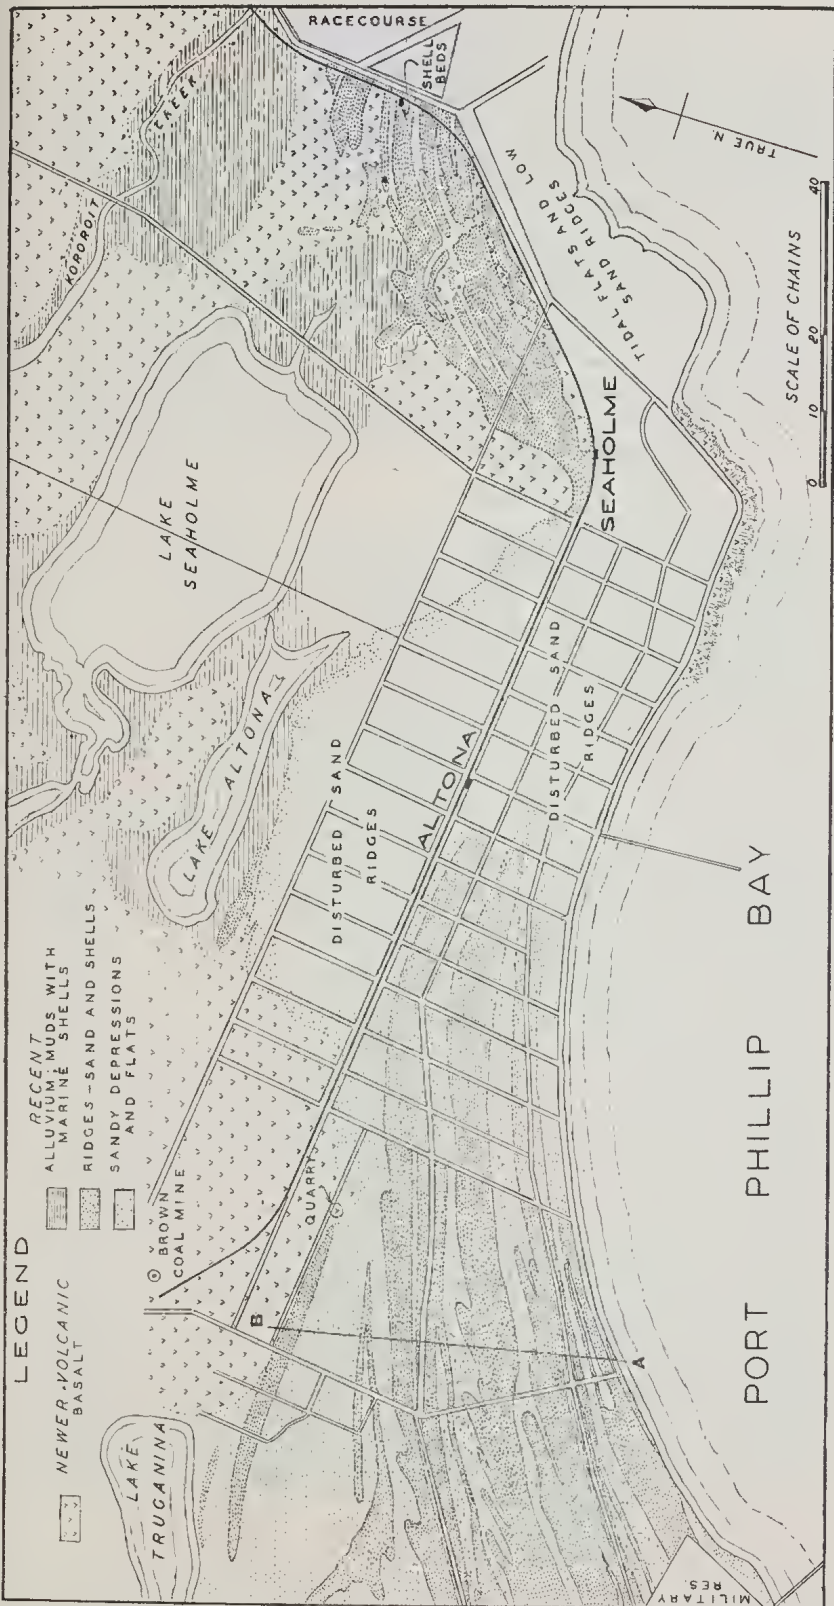 LEGEND
NEWER-VOLCANIC
BASALT
RECENT
ALLUVIUM: MUDS WITH
MARINE SHELLS
RIDGES - SAND AND SHELLS
SANDY DEPRESSIONS
AND FLATS
LAKE
TRUGANINA
BROWN
COAL MINE
QUARRY
B
A
MILITARY
RES.
LAKE ALTONA
LAKE
SEAHOLME
KOROROIT CREEK
RACECOURSE
SHELL
BEDS
DISTURBED SAND
RIDGES
ALTONA
DISTURBED SAND
RIDGES
SEAHOLME
TIDAL FLATS AND LOW
SAND RIDGES
TRUE N.
SCALE OF CHAINS
0 10 20 40
PORT PHILLIP BAY